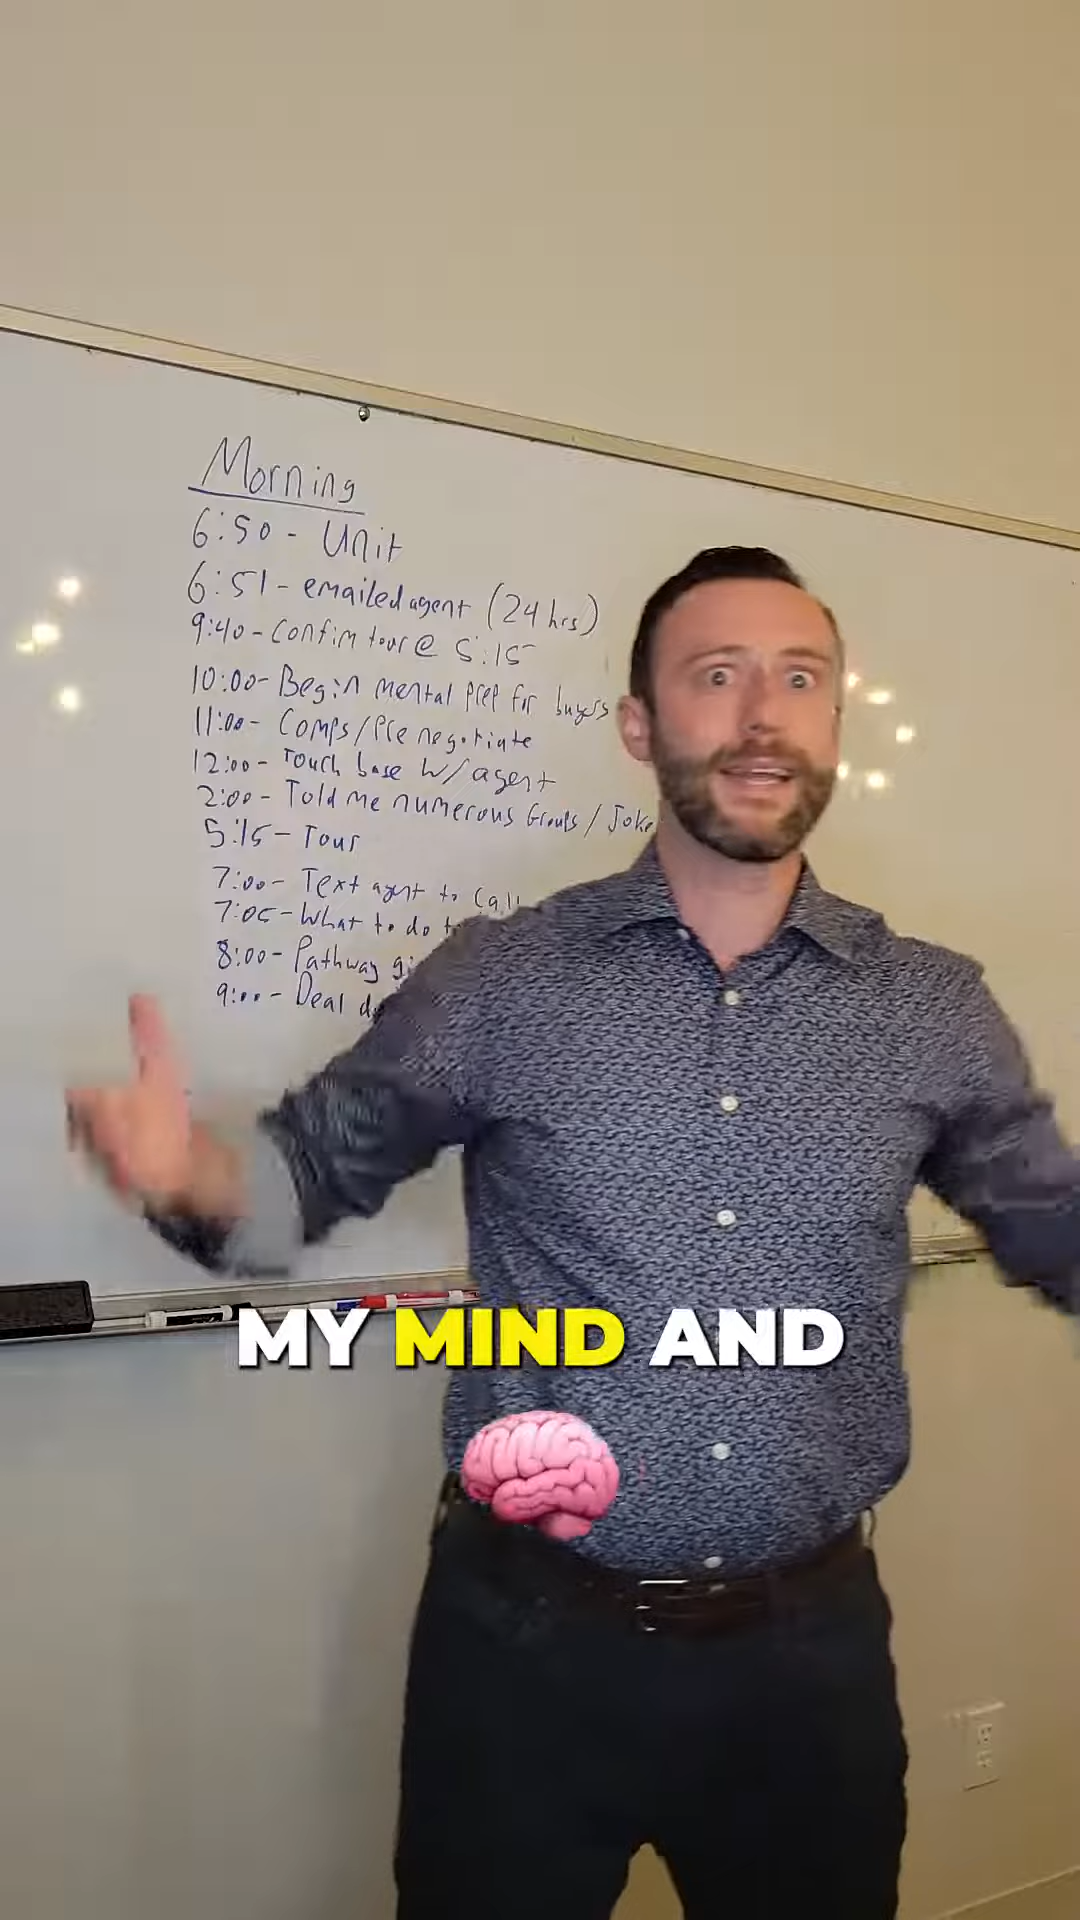 Morning
6:50 - Unit
6:51 - emailed agent (24 hrs)
9:40 - Confim tour @ 5:15
10:00 - Begin mental prep for buyers
11:00 - Comps/Pre negotiate
12:00 - Touch base w/ agent
2:00 - Told me numerous Groups / Joke
5:15 - Tour
7:00 - Text agent to Call
7:05 - What to do
8:00 - Pathway
9:00 - Deal
MY MIND AND